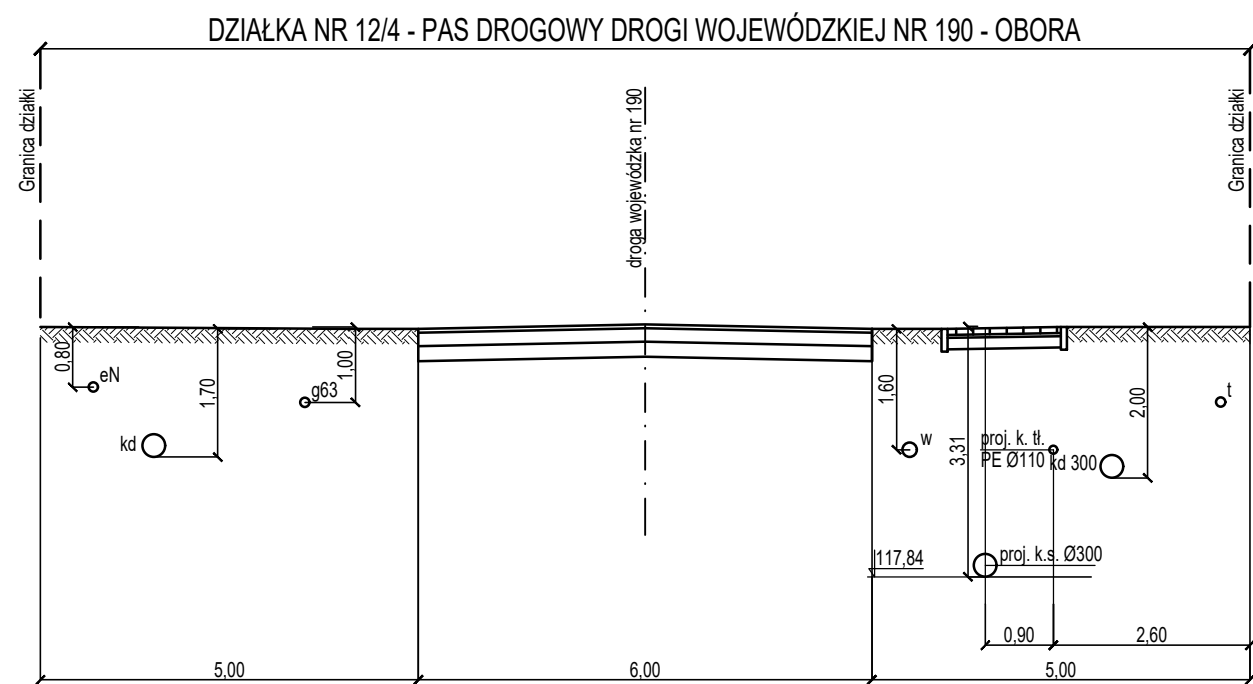 DZIAŁKA NR 12/4 - PAS DROGOWY DROGI WOJEWÓDZKIEJ NR 190 - OBORA
Granica działki
droga wojewódzka nr 190
Granica działki
0,80
eN
kd
1,70
g63
1,00
1,60
w
3,31
proj. k. tł.
PE Ø110
kd 300
2,00
t
117,84
proj. k.s. Ø300
0,90
2,60
5,00
6,00
5,00